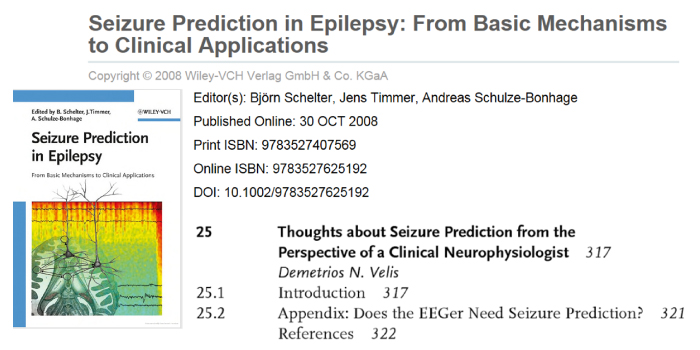 Seizure Prediction in Epilepsy: From Basic Mechanisms
to Clinical Applications
Copyright © 2008 Wiley-VCH Verlag GmbH & Co. KGaA
Edited by B. Schelter, J. Timmer,
A. Schulze-Bonhage
WILEY-VCH
Seizure Prediction
in Epilepsy
From Basic Mechanisms to Clinical Applications
Editor(s): Björn Schelter, Jens Timmer, Andreas Schulze-Bonhage
Published Online: 30 OCT 2008
Print ISBN: 9783527407569
Online ISBN: 9783527625192
DOI: 10.1002/9783527625192
25 Thoughts about Seizure Prediction from the
Perspective of a Clinical Neurophysiologist 317
Demetrios N. Velis
25.1 Introduction 317
25.2 Appendix: Does the EEGer Need Seizure Prediction? 321
References 322